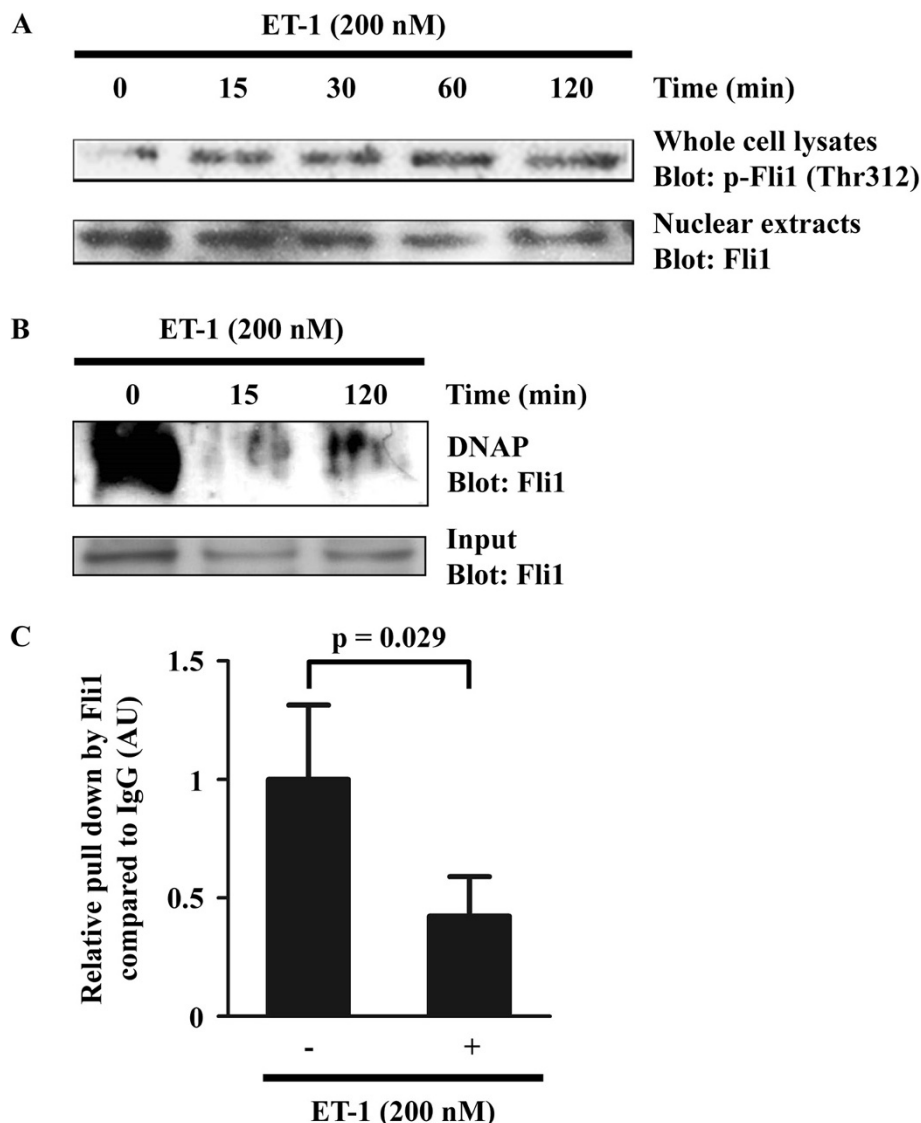 A
ET-1 (200 nM)
0 15 30 60 120 Time (min)
Whole cell lysates
Blot: p-Fli1 (Thr312)
Nuclear extracts
Blot: Fli1
B
ET-1 (200 nM)
0 15 120 Time (min)
DNAP
Blot: Fli1
Input
Blot: Fli1
C
p = 0.029
Relative pull down by Fli1
compared to IgG (AU)
1.5
1
0.5
0
- +
ET-1 (200 nM)